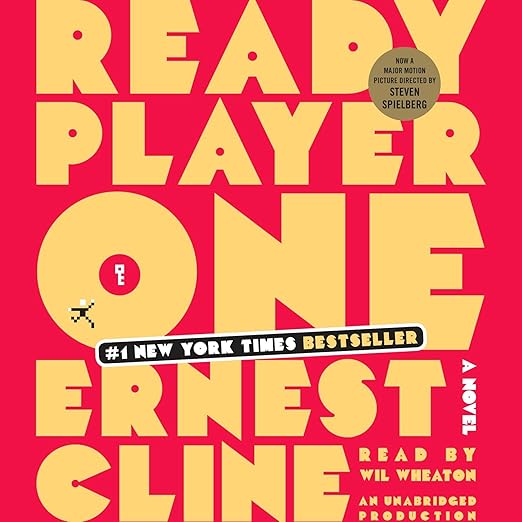 READY
NOW A
MAJOR MOTION
PICTURE DIRECTED BY
STEVEN
SPIELBERG
PLAYER
ONE
#1 NEW YORK TIMES BESTSELLER
A NOVEL
ERNEST
CLINE
READ BY
WIL WHEATON
AN UNABRIDGED
PRODUCTION